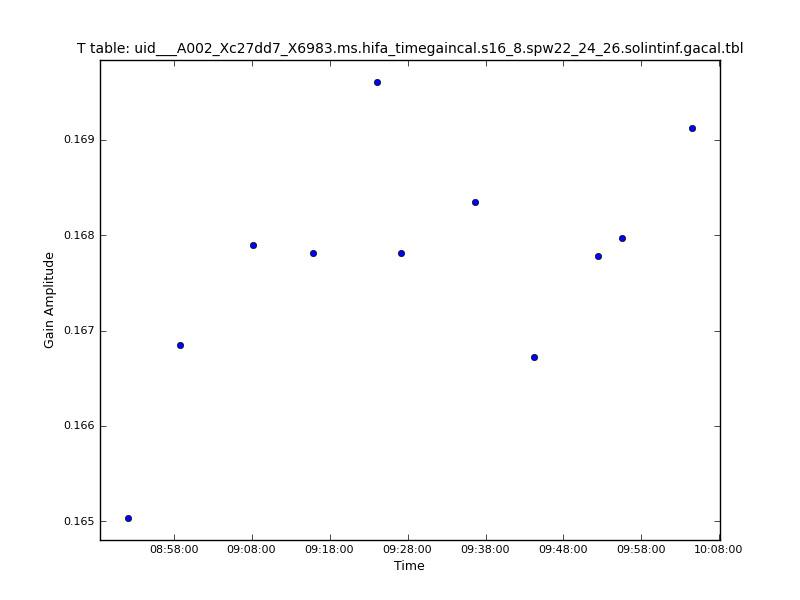 T table: uid___A002_Xc27dd7_X6983.ms.hifa_timegaincal.s16_8.spw22_24_26.solintinf.gacal.tbl
0.169
0.168
0.167
0.166
0.165
Gain Amplitude
08:58:00 09:08:00 09:18:00 09:28:00 09:38:00 09:48:00 09:58:00 10:08:00
Time